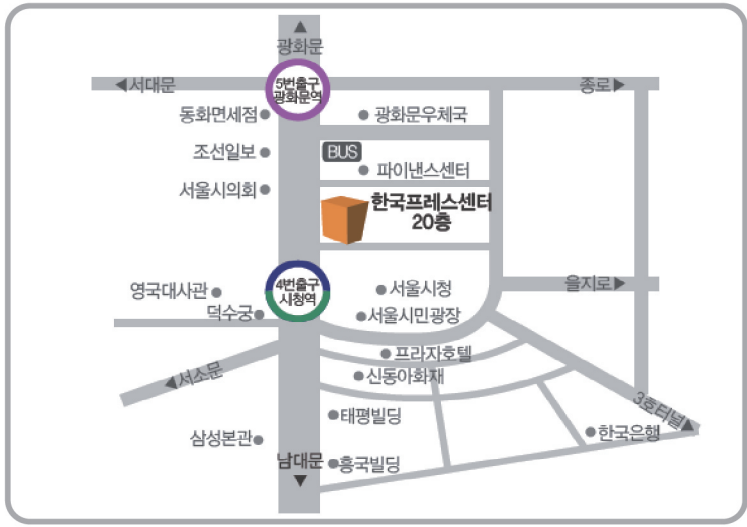 ▲
광화문
◀서대문
5번출구
광화문역
종로▶
동화면세점
광화문우체국
조선일보
BUS
파이낸스센터
서울시의회
한국프레스센터
20층
영국대사관
4번출구
시청역
서울시청
을지로▶
덕수궁
서울시민광장
프라자호텔
◀서소문
신동아화재
태평빌딩
3호터널▶
삼성본관
한국은행
남대문
▼
흥국빌딩